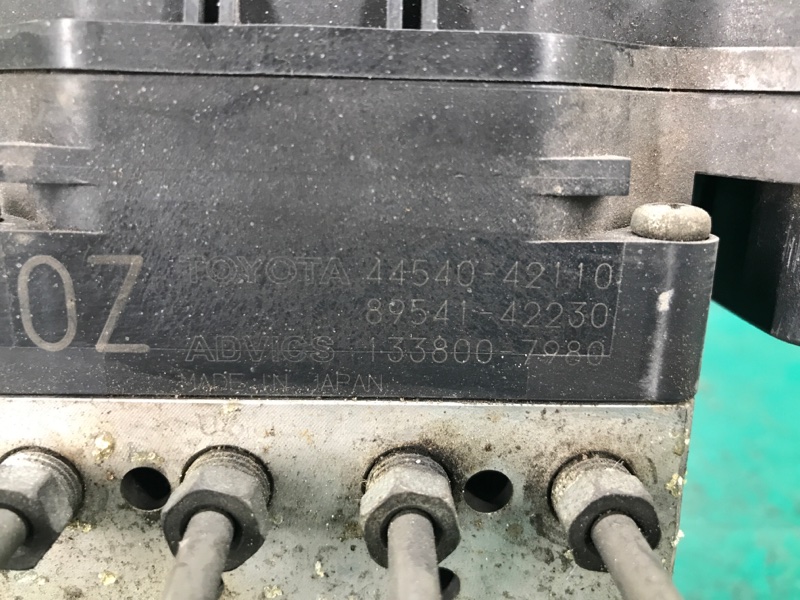 0Z
TOYOTA 44540-42110
89541-42230
ADVICS 133800-7980
MADE IN JAPAN